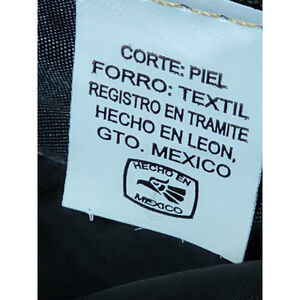 CORTE: PIEL
FORRO: TEXTIL
REGISTRO EN TRAMITE
HECHO EN LEON,
GTO. MEXICO
HECHO EN
MEXICO